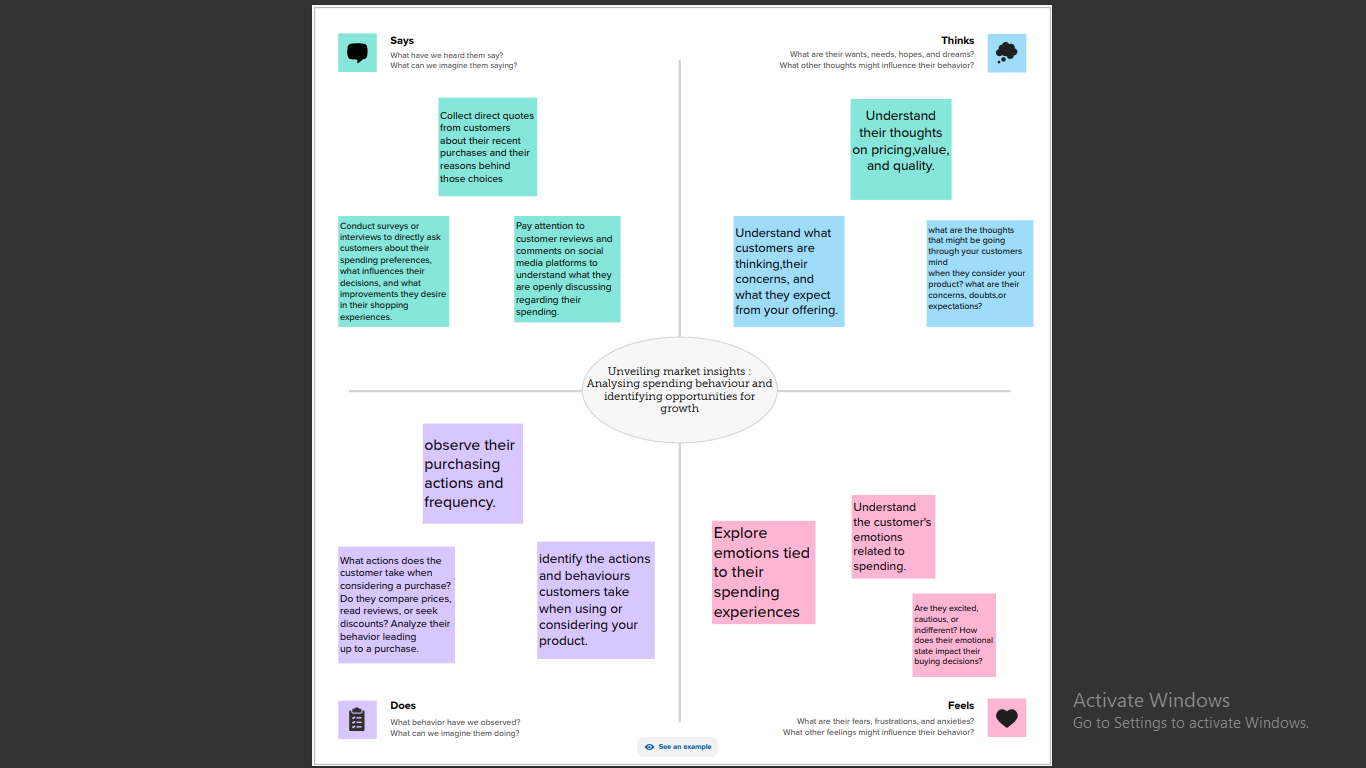 Says
What have we heard them say?
What can we imagine them saying?
Thinks
What are their wants, needs, hopes, and dreams?
What other thoughts might influence their behavior?
Collect direct quotes
from customers
about their recent
purchases and their
reasons behind
those choices
Understand
their thoughts
on pricing,value,
and quality.
Conduct surveys or
interviews to directly ask
customers about their
spending preferences,
what influences their
decisions, and what
improvements they desire
in their shopping
experiences.
Pay attention to
customer reviews and
comments on social
media platforms to
understand what they
are openly discussing
regarding their
spending.
Understand what
customers are
thinking,their
concerns, and
what they expect
from your offering.
what are the thoughts
that might be going
through your customers
mind
when they consider your
product? what are their
concerns, doubts,or
expectations?
Unveiling market insights :
Analysing spending behaviour and
identifying opportunities for
growth
observe their
purchasing
actions and
frequency.
What actions does the
customer take when
considering a purchase?
Do they compare prices,
read reviews, or seek
discounts? Analyze their
behavior leading
up to a purchase.
identify the actions
and behaviours
customers take
when using or
considering your
product.
Explore
emotions tied
to their
spending
experiences
Understand
the customer's
emotions
related to
spending.
Are they excited,
cautious, or
indifferent? How
does their emotional
state impact their
buying decisions?
Does
What behavior have we observed?
What can we imagine them doing?
Feels
What are their fears, frustrations, and anxieties?
What other feelings might influence their behavior?
See an example
Activate Windows
Go to Settings to activate Windows.